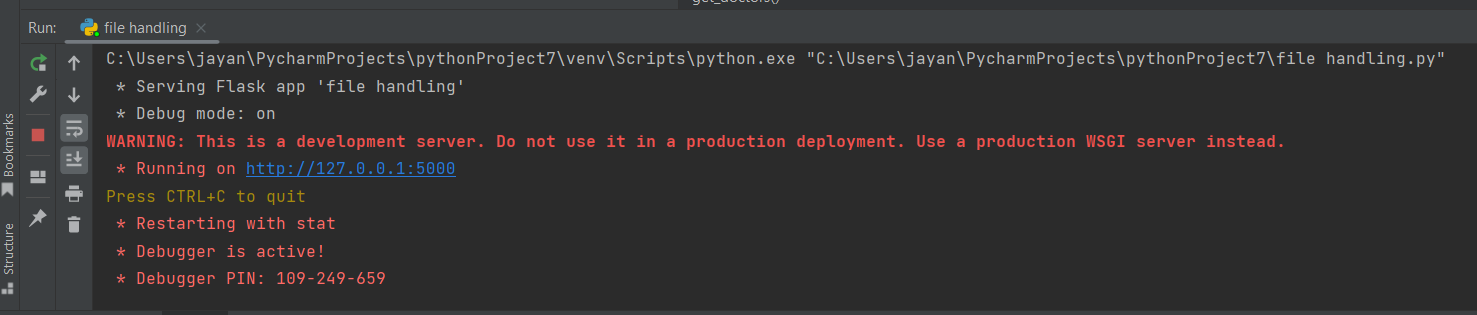 get_doctors()
Run: file handling
C:\Users\jayan\PycharmProjects\pythonProject7\venv\Scripts\python.exe "C:\Users\jayan\PycharmProjects\pythonProject7\file handling.py"
* Serving Flask app 'file handling'
* Debug mode: on
WARNING: This is a development server. Do not use it in a production deployment. Use a production WSGI server instead.
* Running on http://127.0.0.1:5000
Press CTRL+C to quit
* Restarting with stat
* Debugger is active!
* Debugger PIN: 109-249-659
Bookmarks
Structure